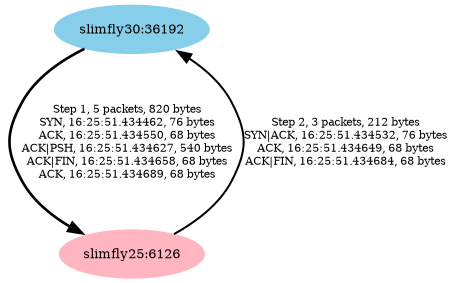 slimfly30:36192
Step 1, 5 packets, 820 bytes
SYN, 16:25:51.434462, 76 bytes
ACK, 16:25:51.434550, 68 bytes
ACK|PSH, 16:25:51.434627, 540 bytes
ACK|FIN, 16:25:51.434658, 68 bytes
ACK, 16:25:51.434689, 68 bytes
Step 2, 3 packets, 212 bytes
SYN|ACK, 16:25:51.434532, 76 bytes
ACK, 16:25:51.434649, 68 bytes
ACK|FIN, 16:25:51.434684, 68 bytes
slimfly25:6126